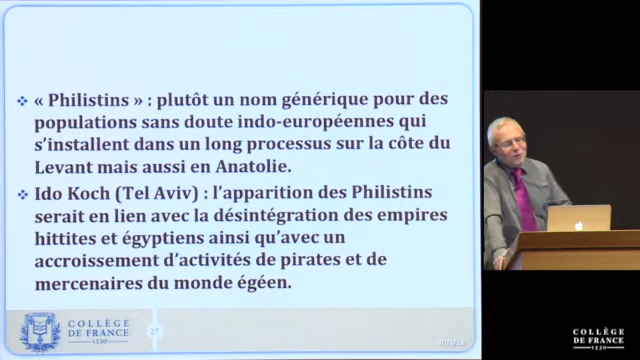 « Philistins » : plutôt un nom générique pour des
populations sans doute indo-européennes qui
s’installent dans un long processus sur la côte du
Levant mais aussi en Anatolie.
Ido Koch (Tel Aviv) : l’apparition des Philistins
serait en lien avec la désintégration des empires
hittites et égyptiens ainsi qu’avec un
accroissement d’activités de pirates et de
mercenaires du monde égéen.
COLLÈGE
DE FRANCE
1530
27
COLLÈGE
DE FRANCE
1530